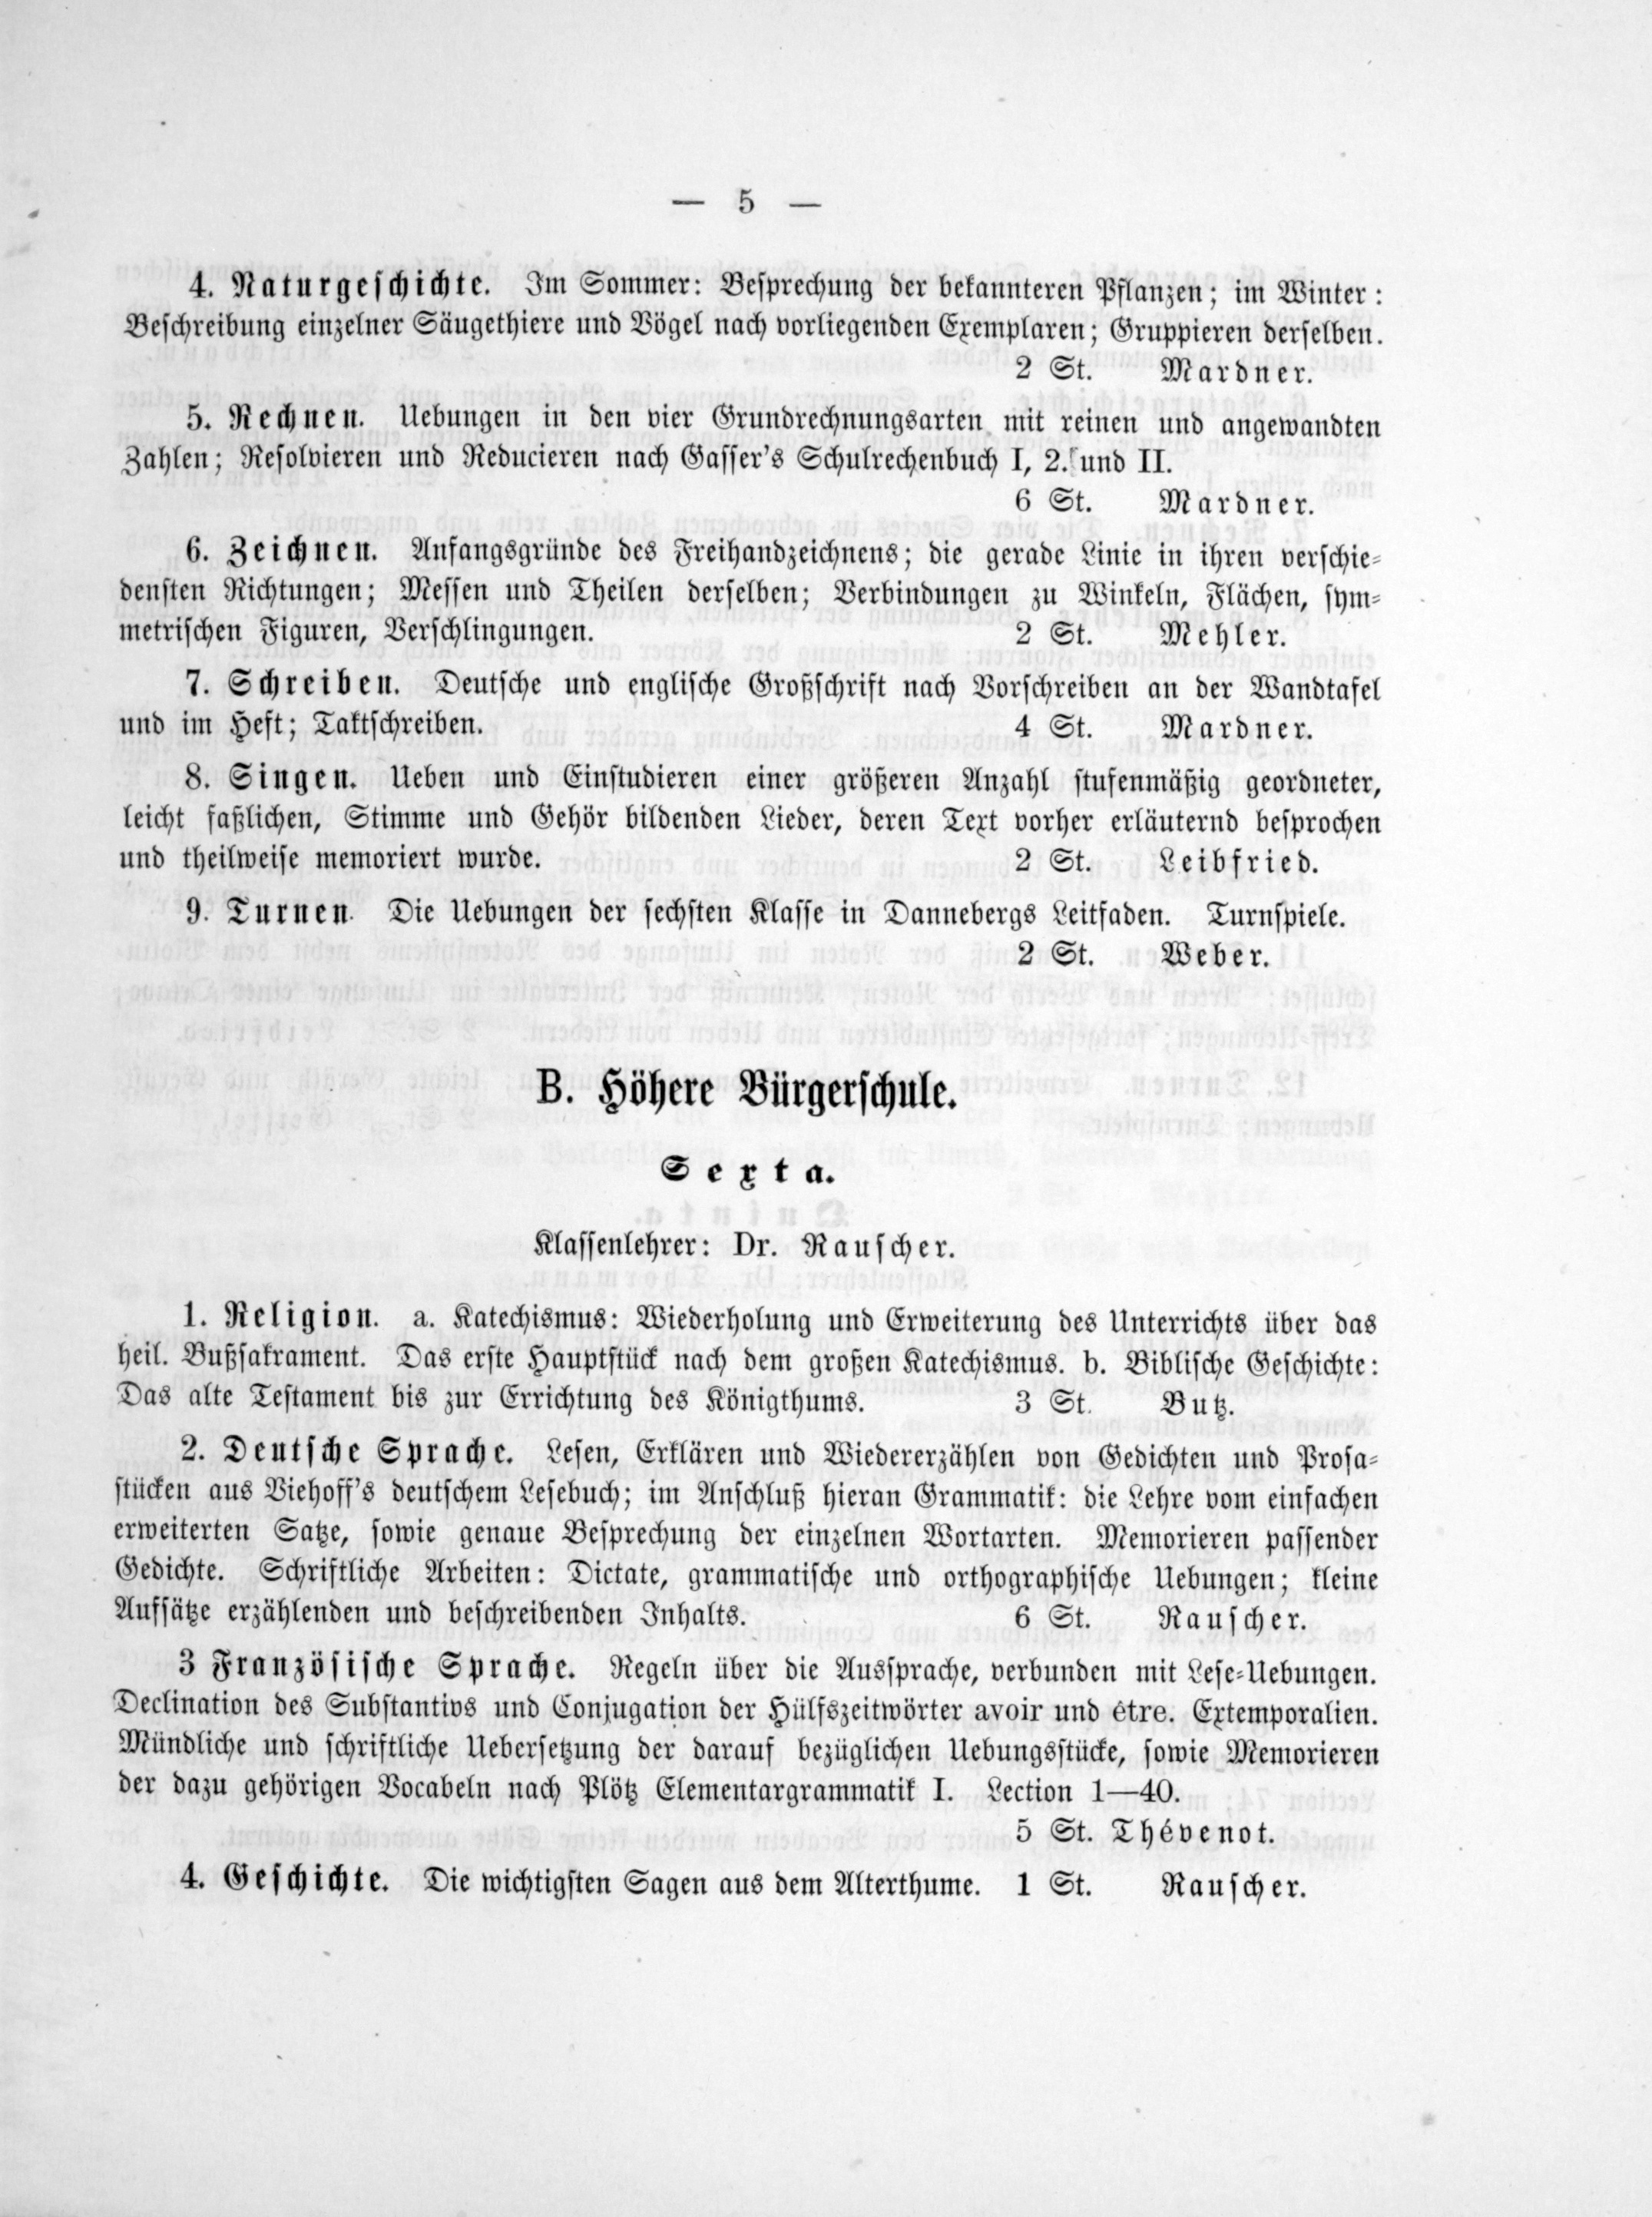 — 5 —
4. Naturgeschichte. Im Sommer: Besprechung der bekannteren Pflanzen; im Winter:
Beschreibung einzelner Säugethiere und Vögel nach vorliegenden Exemplaren; Gruppieren derselben.
2 St. Mardner.
5. Rechnen. Uebungen in den vier Grundrechnungsarten mit reinen und angewandten
Zahlen; Resolvieren und Reducieren nach Gasser's Schulrechenbuch I, 2. und II.
6 St. Mardner.
6. Zeichnen. Anfangsgründe des Freihandzeichnens; die gerade Linie in ihren verschie-
densten Richtungen; Messen und Theilen derselben; Verbindungen zu Winkeln, Flächen, sym-
metrischen Figuren, Verschlingungen. 2 St. Mehler.
7. Schreiben. Deutsche und englische Großschrift nach Vorschreiben an der Wandtafel
und im Heft; Taktschreiben. 4 St. Mardner.
8. Singen. Ueben und Einstudieren einer größeren Anzahl stufenmäßig geordneter,
leicht faßlichen, Stimme und Gehör bildenden Lieder, deren Text vorher erläuternd besprochen
und theilweise memoriert wurde. 2 St. Leibfried.
9. Turnen. Die Uebungen der sechsten Klasse in Dannebergs Leitfaden. Turnspiele.
2 St. Weber.
B. Höhere Bürgerschule.
Sexta.
Klassenlehrer: Dr. Rauscher.
1. Religion. a. Katechismus: Wiederholung und Erweiterung des Unterrichts über das
heil. Bußsakrament. Das erste Hauptstück nach dem großen Katechismus. b. Biblische Geschichte:
Das alte Testament bis zur Errichtung des Königthums. 3 St. Butz.
2. Deutsche Sprache. Lesen, Erklären und Wiedererzählen von Gedichten und Prosa-
stücken aus Viehoff's deutschem Lesebuch; im Anschluß hieran Grammatik: die Lehre vom einfachen
erweiterten Satze, sowie genaue Besprechung der einzelnen Wortarten. Memorieren passender
Gedichte. Schriftliche Arbeiten: Dictate, grammatische und orthographische Uebungen; kleine
Aufsätze erzählenden und beschreibenden Inhalts. 6 St. Rauscher.
3 Französische Sprache. Regeln über die Aussprache, verbunden mit Lese-Uebungen.
Declination des Substantivs und Conjugation der Hülfszeitwörter avoir und étre. Extemporalien.
Mündliche und schriftliche Uebersetzung der darauf bezüglichen Uebungsstücke, sowie Memorieren
der dazu gehörigen Vocabeln nach Plötz Elementargrammatik I. Lection 1—40.
5 St. Thévenot.
4. Geschichte. Die wichtigsten Sagen aus dem Alterthume. 1 St. Rauscher.